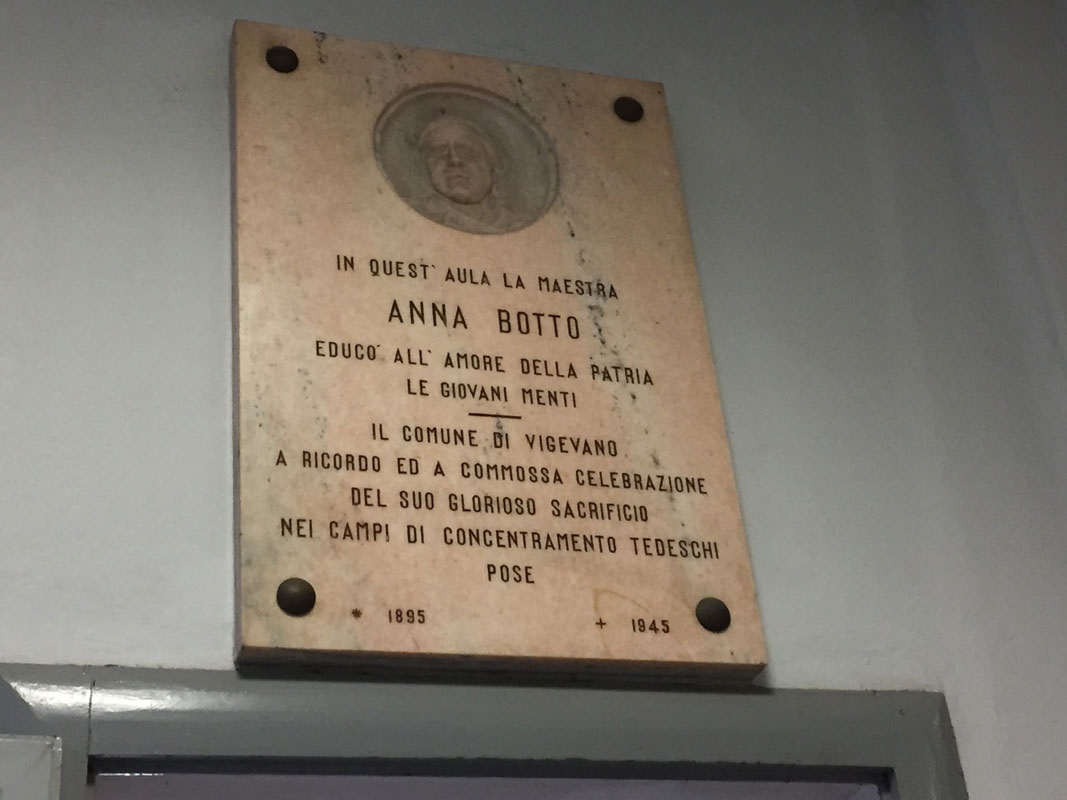 IN QUEST' AULA LA MAESTRA
ANNA BOTTO
EDUCO' ALL' AMORE DELLA PATRIA
LE GIOVANI MENTI
IL COMUNE DI VIGEVANO
A RICORDO ED A COMMOSSA CELEBRAZIONE
DEL SUO GLORIOSO SACRIFICIO
NEI CAMPI DI CONCENTRAMENTO TEDESCHI
POSE
* 1895 + 1945